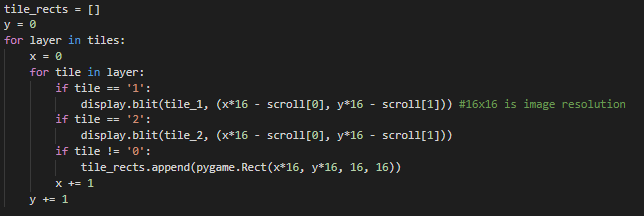 tile_rects = []
y = 0
for layer in tiles:
    x = 0
    for tile in layer:
        if tile == '1':
            display.blit(tile_1, (x*16 - scroll[0], y*16 - scroll[1])) #16x16 is image resolution
        if tile == '2':
            display.blit(tile_2, (x*16 - scroll[0], y*16 - scroll[1]))
        if tile != '0':
            tile_rects.append(pygame.Rect(x*16, y*16, 16, 16))
        x += 1
    y += 1